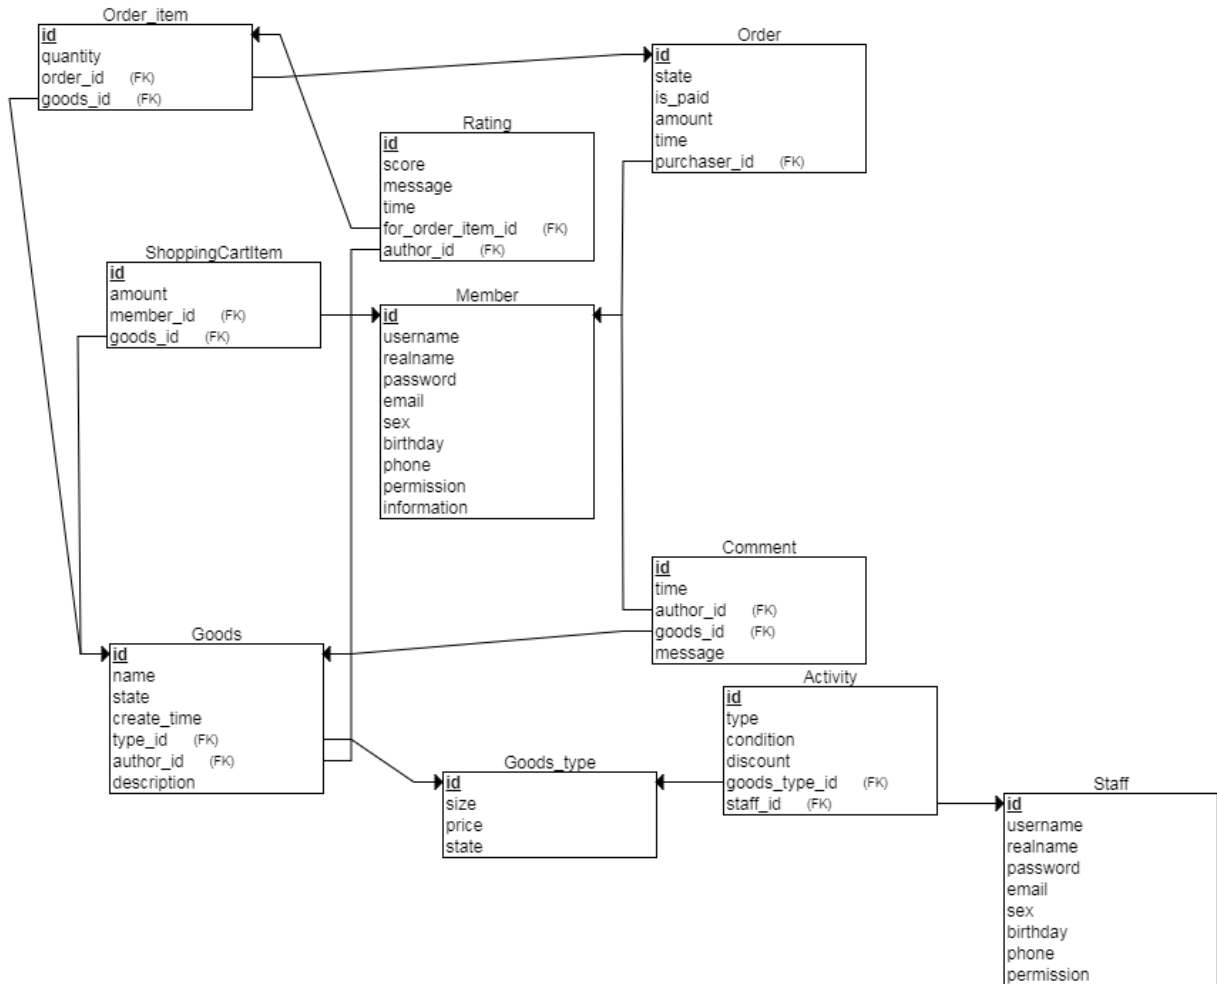 Order_item
id
quantity
order_id (FK)
goods_id (FK)
Order
id
state
is_paid
amount
time
purchaser_id (FK)
Rating
id
score
message
time
for_order_item_id (FK)
author_id (FK)
ShoppingCartItem
id
amount
member_id (FK)
goods_id (FK)
Member
id
username
realname
password
email
sex
birthday
phone
permission
information
Comment
id
time
author_id (FK)
goods_id (FK)
message
Goods
id
name
state
create_time
type_id (FK)
author_id (FK)
description
Activity
id
type
condition
discount
goods_type_id (FK)
staff_id (FK)
Goods_type
id
size
price
state
Staff
id
username
realname
password
email
sex
birthday
phone
permission